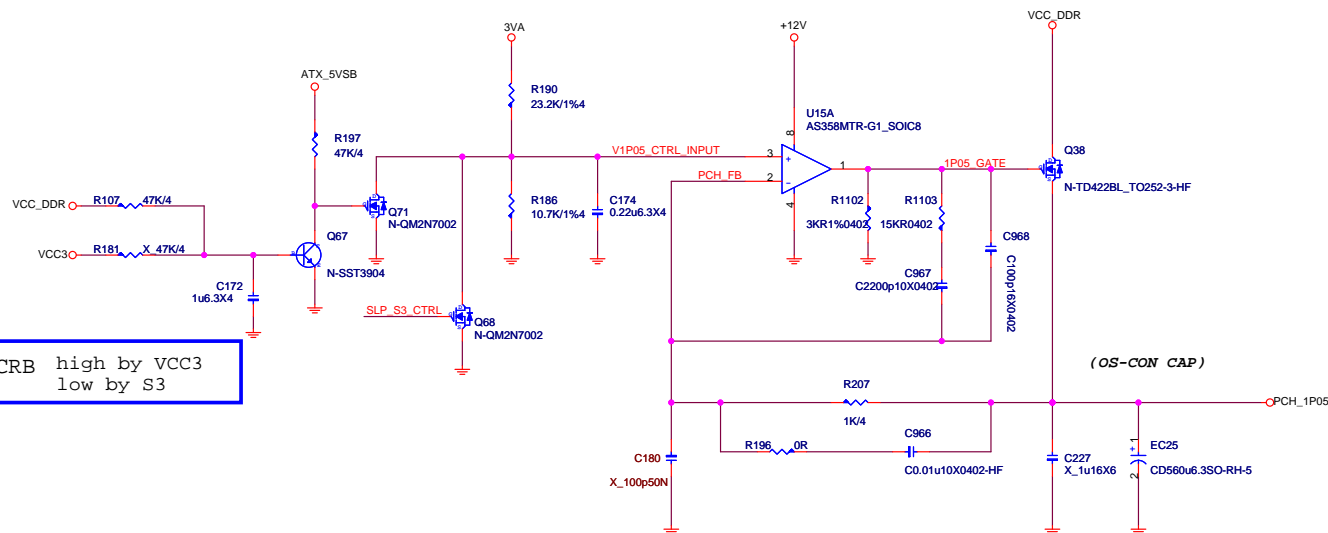 VCC_DDR
+12V
3VA
ATX_5VSB
R190
23.2K/1%4
U15A
AS358MTR-G1_SOIC8
8
R197
47K/4
Q38
N-TD422BL_TO252-3-HF
V1P05_CTRL_INPUT
3
+
1
1P05_GATE
PCH_FB
2
-
4
R107
47K/4
VCC_DDR
Q71
N-QM2N7002
R186
10.7K/1%4
C174
0.22u6.3X4
R1102
3KR1%0402
R1103
15KR0402
Q67
N-SST3904
VCC3
R181
X_47K/4
C968
C100p16X0402
C172
1u6.3X4
C967
C2200p10X0402
SLP_S3_CTRL
Q68
N-QM2N7002
CRB high by VCC3
low by S3
(OS-CON CAP)
R207
1K/4
PCH_1P05
R196
0R
C966
C0.01u10X0402-HF
C180
X_100p50N
C227
X_1u16X6
1
+
EC25
CD560u6.3SO-RH-5
2